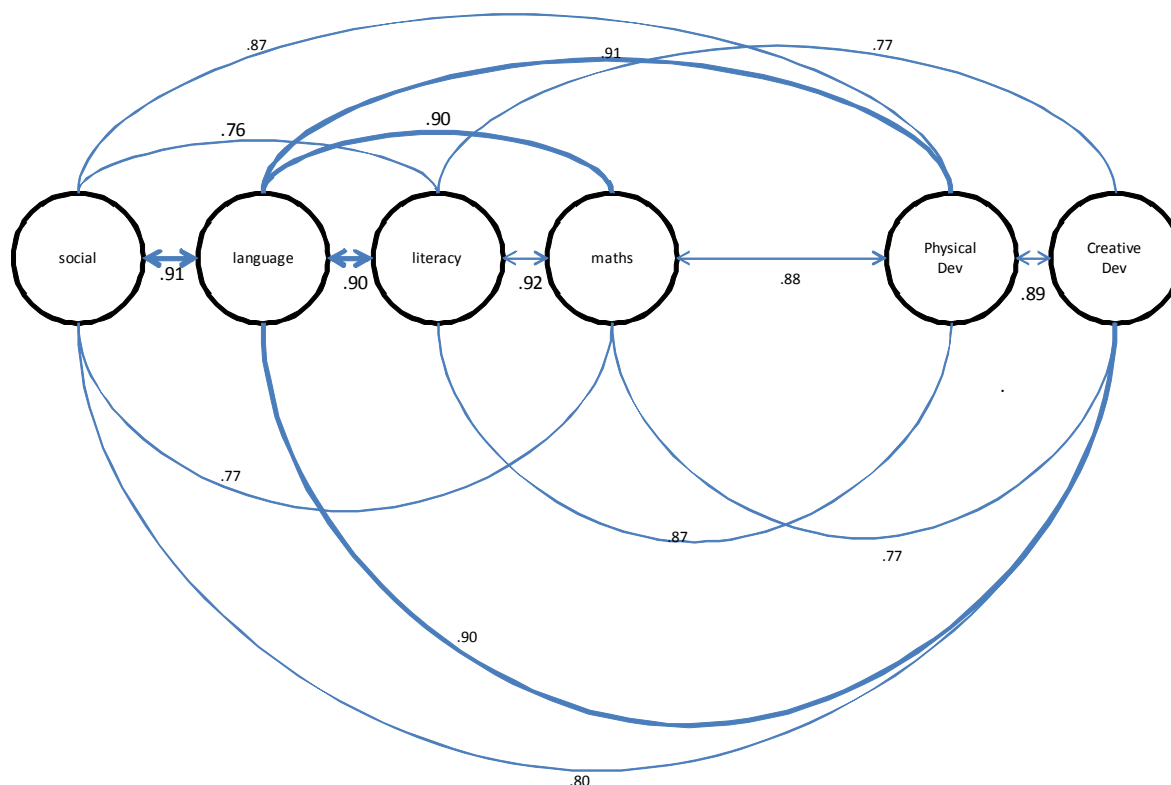 .87
.91
.77
.90
.76
social
language
literacy
maths
Physical
Dev
Creative
Dev
.91
.90
.92
.88
.89
.
.77
.87
.77
.90
.80